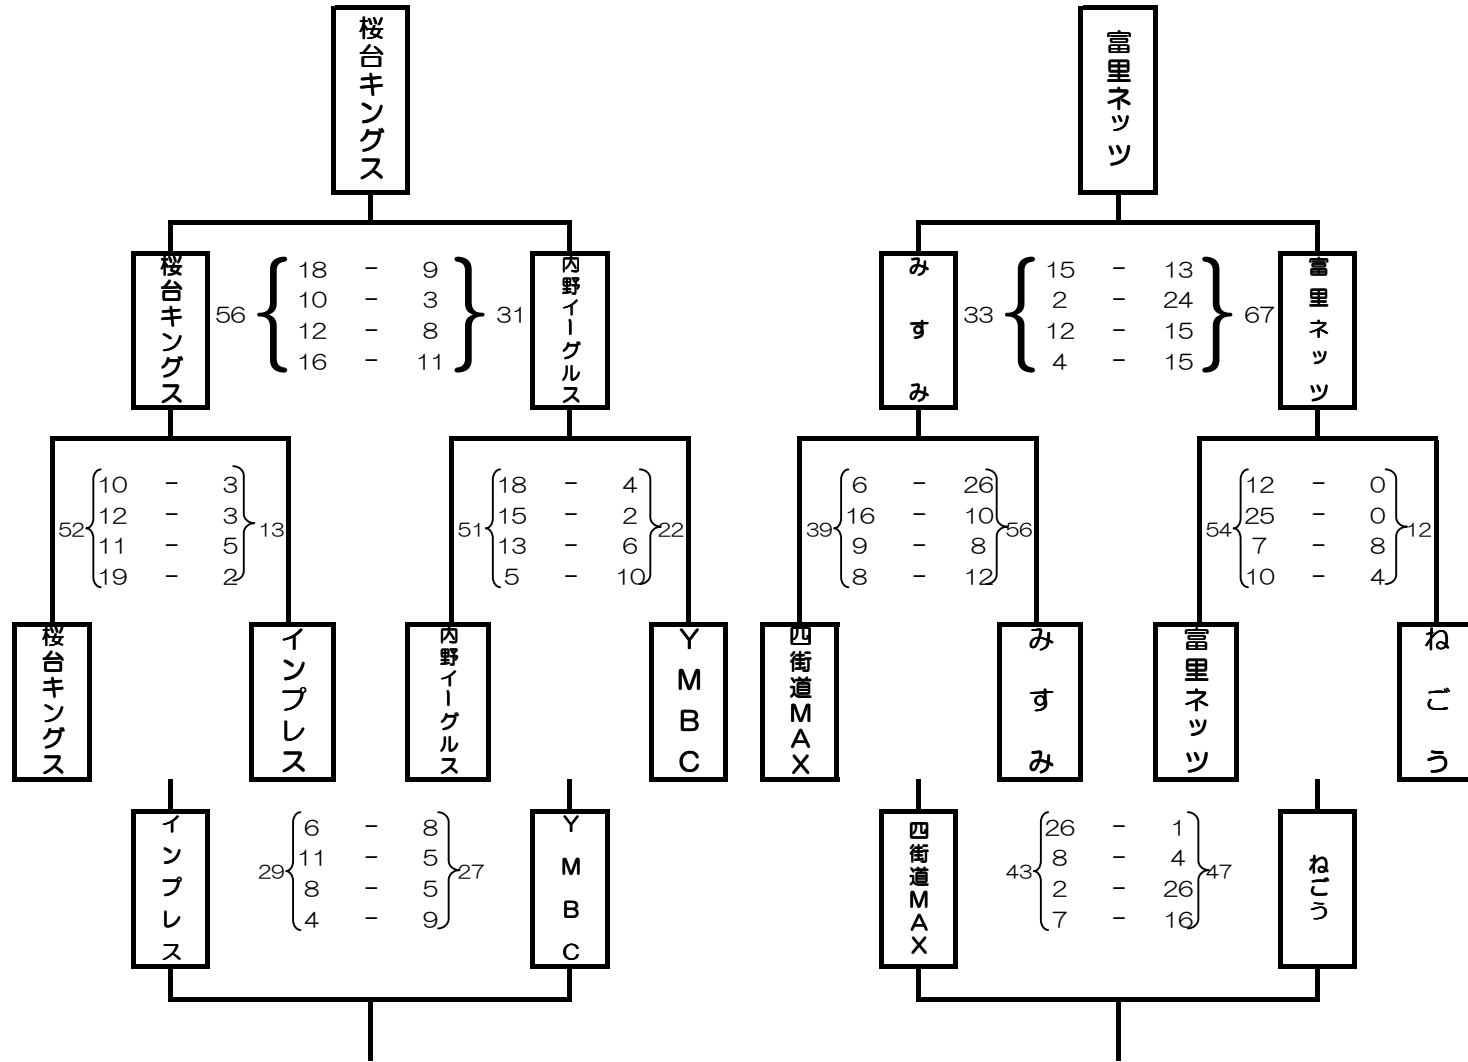 桜台キングス
富里ネッツ
桜台キングス
56
18 - 9
10 - 3
12 - 8
16 - 11
31
内野イーグルス
みすみ
33
15 - 13
2 - 24
12 - 15
4 - 15
67
富里ネッツ
52
10 - 3
12 - 3
11 - 5
19 - 2
13
51
18 - 4
15 - 2
13 - 6
5 - 10
22
39
6 - 26
16 - 10
9 - 8
8 - 12
56
54
12 - 0
25 - 0
7 - 8
10 - 4
12
桜台キングス
インプレス
内野イーグルス
YMBC
四街道MAX
みすみ
富里ネッツ
ねごう
インプレス
29
6 - 8
11 - 5
8 - 5
4 - 9
27
YMBC
四街道MAX
43
26 - 1
8 - 4
2 - 26
7 - 16
47
ねごう